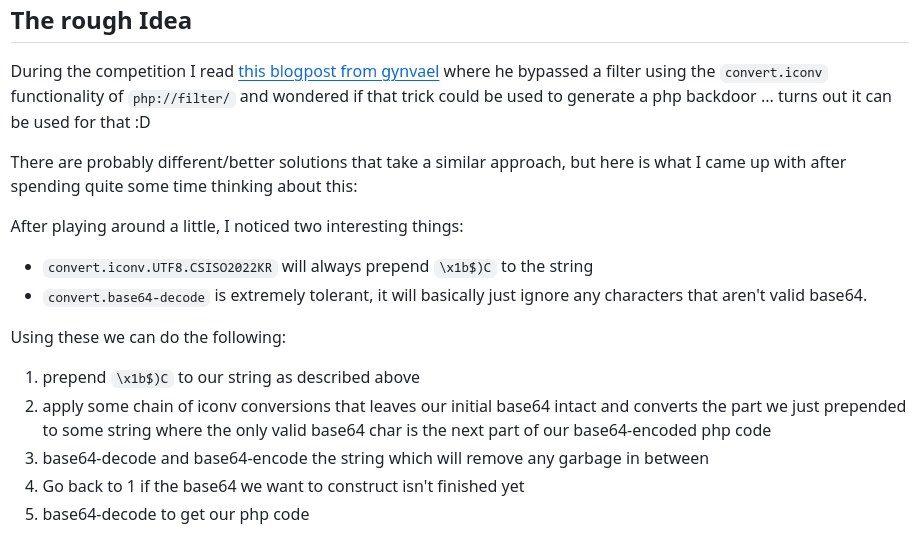 The rough Idea
During the competition I read this blogpost from gynvael where he bypassed a filter using the convert.iconv
functionality of php://filter/ and wondered if that trick could be used to generate a php backdoor ... turns out it can
be used for that :D
There are probably different/better solutions that take a similar approach, but here is what I came up with after
spending quite some time thinking about this:
After playing around a little, I noticed two interesting things:
• convert.iconv.UTF8.CSISO2022KR will always prepend \x1b$)C to the string
• convert.base64-decode is extremely tolerant, it will basically just ignore any characters that aren't valid base64.
Using these we can do the following:
1. prepend \x1b$)C to our string as described above
2. apply some chain of iconv conversions that leaves our initial base64 intact and converts the part we just prepended
to some string where the only valid base64 char is the next part of our base64-encoded php code
3. base64-decode and base64-encode the string which will remove any garbage in between
4. Go back to 1 if the base64 we want to construct isn't finished yet
5. base64-decode to get our php code